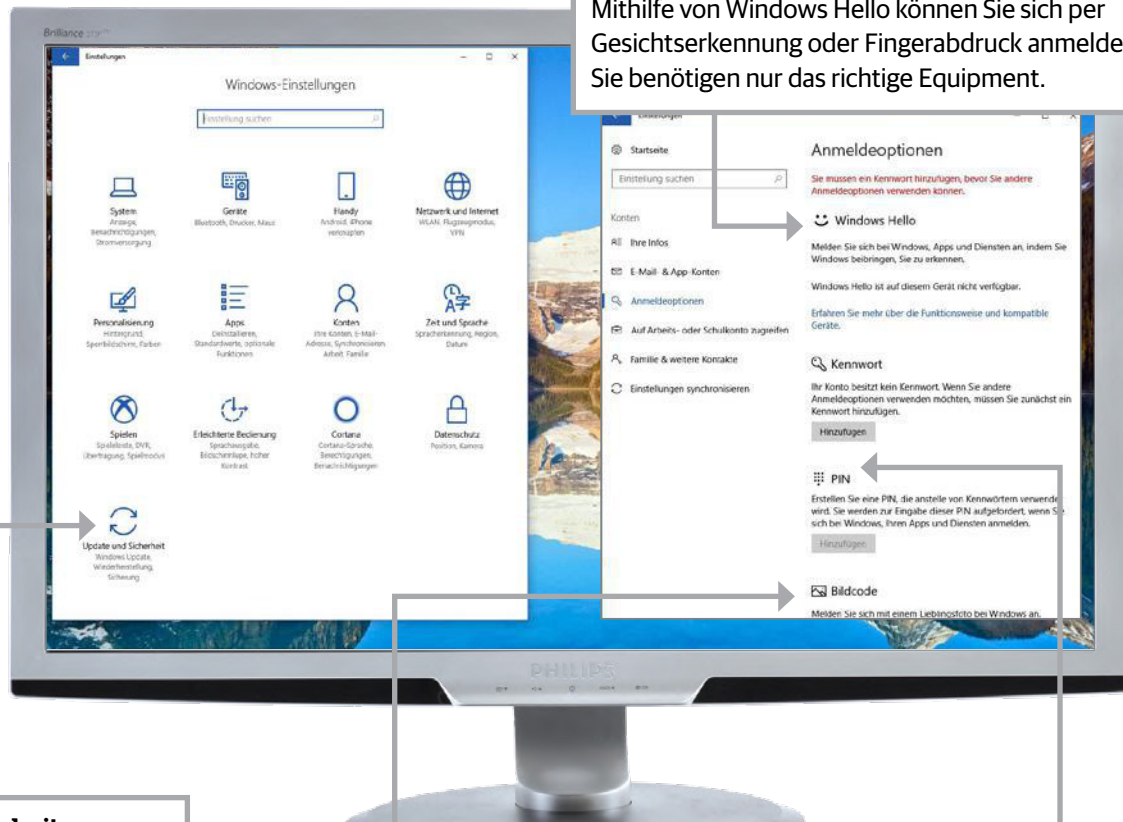 Mithilfe von Windows Hello können Sie sich per
Gesichtserkennung oder Fingerabdruck anmelde
Sie benötigen nur das richtige Equipment.
Brilliance
Einstellungen
Windows-Einstellungen
Einstellung suchen
System
Anzeige,
Benachrichtigungen,
Stromversorgung
Geräte
Bluetooth, Drucker, Maus
Handy
Android, iPhone
verknüpfen
Netzwerk und Internet
WLAN, Flugzeugmodus,
VPN
Personalisierung
Hintergrund,
Sperrbildschirm, Farben
Apps
Deinstallieren,
Standardwerte, optionale
Funktionen
Konten
Ihre Konten, E-Mail-
Adresse, Synchronisieren,
Arbeit, Familie
Zeit und Sprache
Spracherkennung, Region,
Datum
Spielen
Spieleleiste, DVR,
Übertragung, Spielmodus
Erleichterte Bedienung
Sprachausgabe,
Bildschirmlupe, hoher
Kontrast
Cortana
Cortana-Sprache,
Berechtigungen,
Benachrichtigungen
Datenschutz
Position, Kamera
Update und Sicherheit
Windows Update,
Wiederherstellung,
Sicherung
Einstellungen
Startseite
Einstellung suchen
Konten
Ihre Infos
E-Mail- & App-Konten
Anmeldeoptionen
Auf Arbeits- oder Schulkonto zugreifen
Familie & weitere Kontakte
Einstellungen synchronisieren
Anmeldeoptionen
Sie müssen ein Kennwort hinzufügen, bevor Sie andere
Anmeldeoptionen verwenden können.
Windows Hello
Melden Sie sich bei Windows, Apps und Diensten an, indem Sie
Windows beibringen, Sie zu erkennen.
Windows Hello ist auf diesem Gerät nicht verfügbar.
Erfahren Sie mehr über die Funktionsweise und kompatible
Geräte.
Kennwort
Ihr Konto besitzt kein Kennwort. Wenn Sie andere
Anmeldeoptionen verwenden möchten, müssen Sie zunächst ein
Kennwort hinzufügen.
Hinzufügen
PIN
Erstellen Sie eine PIN, die anstelle von Kennwörtern verwende
wird. Sie werden zur Eingabe dieser PIN aufgefordert, wenn Sie
sich bei Windows, Ihren Apps und Diensten anmelden.
Hinzufügen
Bildcode
Melden Sie sich mit einem Lieblingsfoto bei Windows an.
PHILIPS